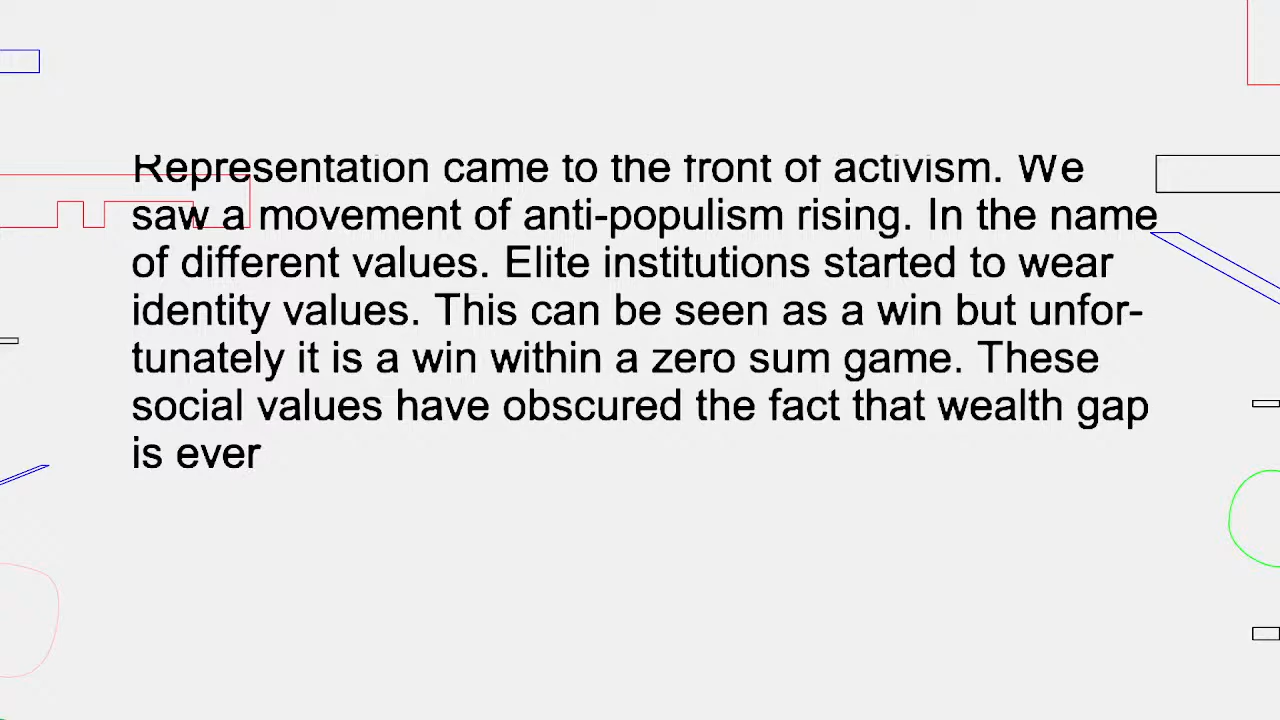 Representation came to the front of activism. We
saw a movement of anti-populism rising. In the name
of different values. Elite institutions started to wear
identity values. This can be seen as a win but unfor-
tunately it is a win within a zero sum game. These
social values have obscured the fact that wealth gap
is ever